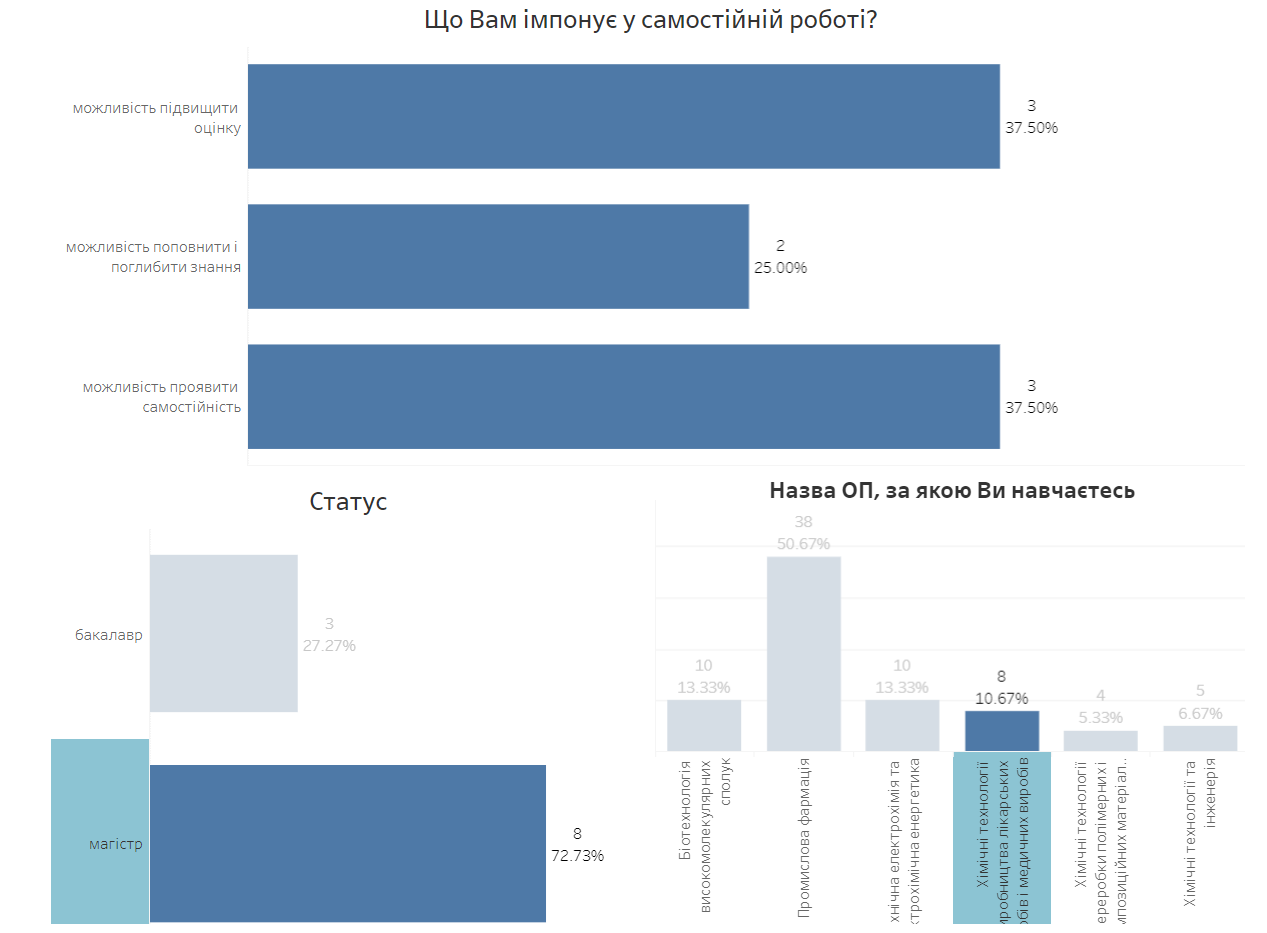 Що Вам імпонує у самостійній роботі?
можливість підвищити
оцінку
3
37.50%
можливість поповнити і
поглибити знання
2
25.00%
можливість проявити
самостійність
3
37.50%
Статус
бакалавр
3
27.27%
магістр
8
72.73%
Назва ОП, за якою Ви навчаєтесь
10
13.33%
38
50.67%
10
13.33%
8
10.67%
4
5.33%
5
6.67%
Біотехнологія
високомолекулярних
сполук
Промислова фармація
хнічна електрохімія та
ктрохімічна енергетика
Хімічні технології
иробництва лікарських
обів і медичних виробів
Хімічні технології
ереробки полімерних і
мпозиційних матеріал..
Хімічні технології та
інженерія